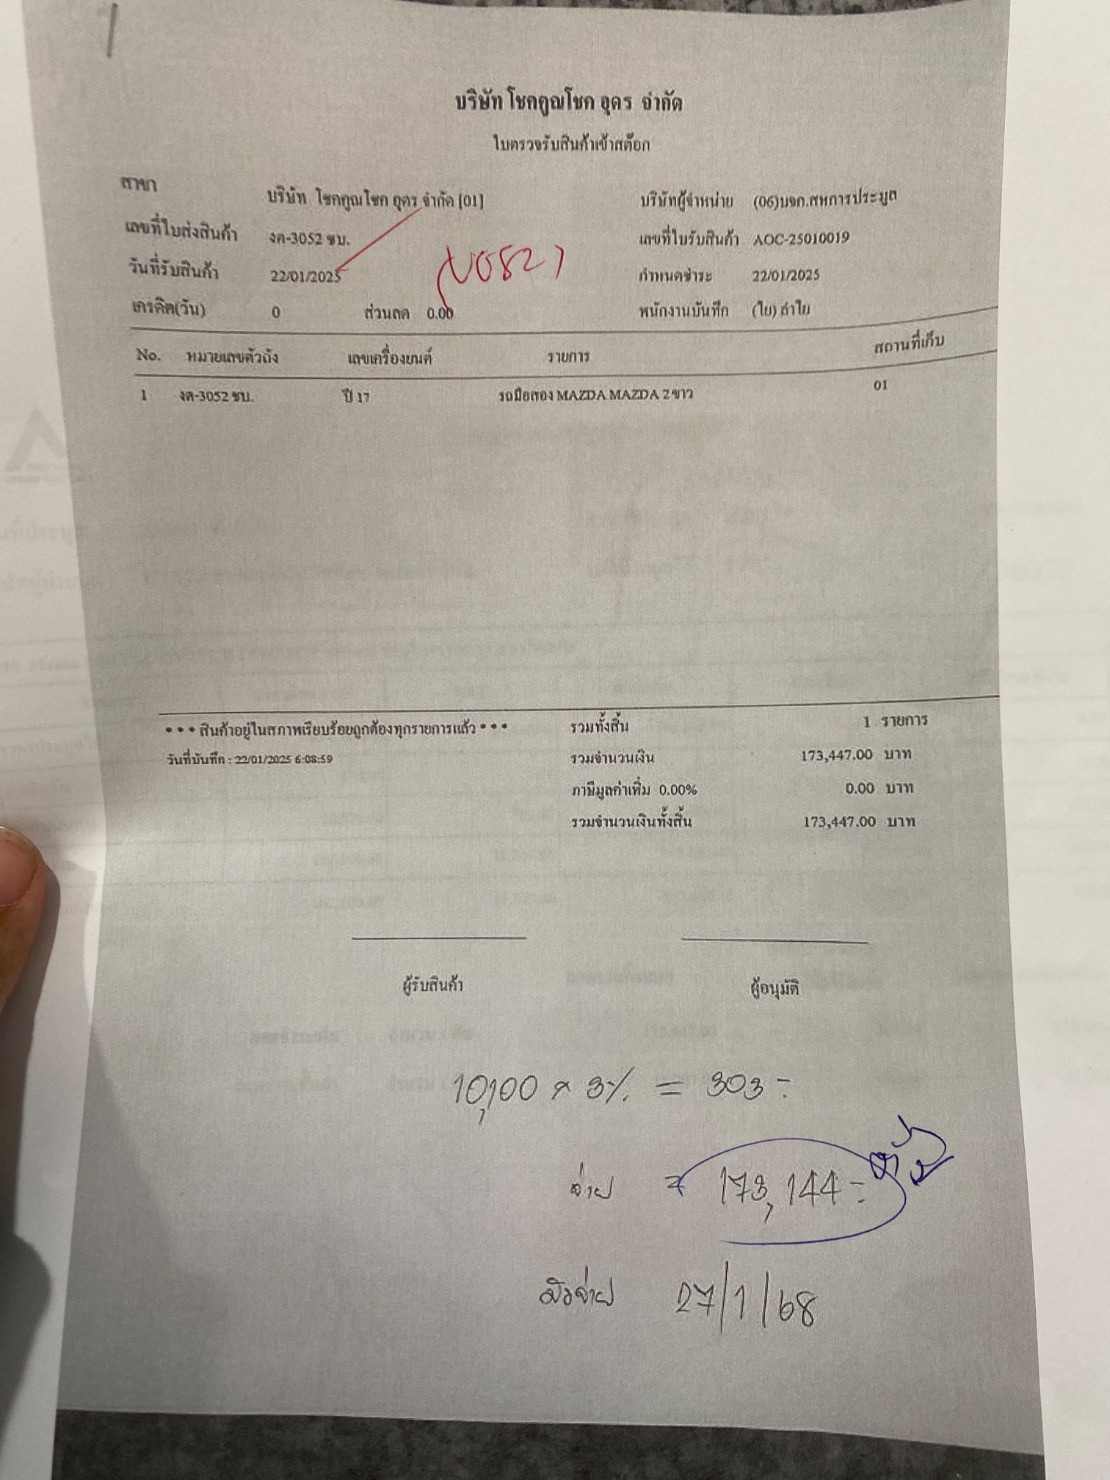 บริษัท โชคคูณโชค อุดร จำกัด
ใบตรวจรับสินค้าเข้าสต๊อก
สาขา บริษัท โชคคูณโชค อุดร จำกัด [01] บริษัทผู้จำหน่าย (06)บจก.สหการประมูล
เลขที่ใบส่งสินค้า งค-3052 ชบ. เลขที่ใบรับสินค้า AOC-25010019
วันที่รับสินค้า 22/01/2025 กำหนดชำระ 22/01/2025
เครดิต(วัน) 0 ส่วนลด 0.00 พนักงานบันทึก (ใย) ลำใย
No. หมายเลขตัวถัง เลขเครื่องยนต์ รายการ สถานที่เก็บ
1 งค-3052 ชบ. ปี 17 รถมือสอง MAZDA MAZDA 2 ขาว 01
* * * สินค้าอยู่ในสภาพเรียบร้อยถูกต้องทุกรายการแล้ว * * * รวมทั้งสิ้น 1 รายการ
วันที่บันทึก : 22/01/2025 6:08:59 รวมจำนวนเงิน 173,447.00 บาท
ภาษีมูลค่าเพิ่ม 0.00% 0.00 บาท
รวมจำนวนเงินทั้งสิ้น 173,447.00 บาท
ผู้รับสินค้า ผู้อนุมัติ
10,100 × 3% = 303 -
จ่าย = 173,144 -
27/1/68